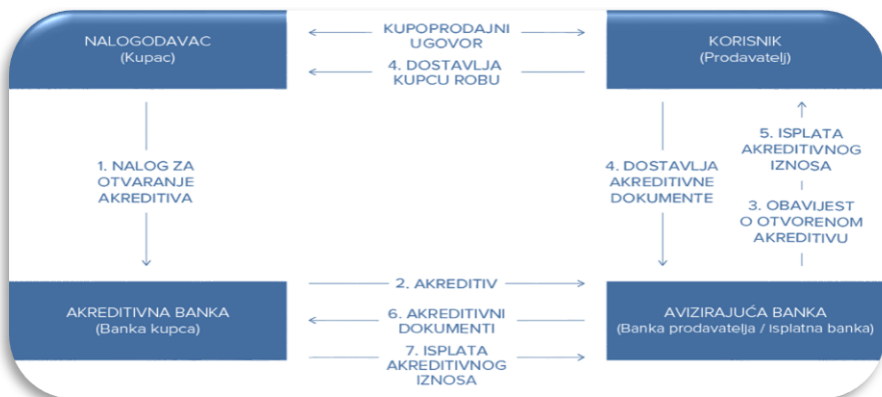 NALOGODAVAC
(Kupac)
KUPOPRODAJNI
UGOVOR
4. DOSTAVLJA
KUPCU ROBU
KORISNIK
(Prodavatelj)
1. NALOG ZA
OTVARANJE
AKREDITIVA
4. DOSTAVLJA
AKREDITIVNE
DOKUMENTE
5. ISPLATA
AKREDITIVNOG
IZNOSA
3. OBAVIJEST
O OTVORENOM
AKREDITIVU
AKREDITIVNA BANKA
(Banka kupca)
2. AKREDITIV
6. AKREDITIVNI
DOKUMENTI
7. ISPLATA
AKREDITIVNOG
IZNOSA
AVIZIRAJUĆA BANKA
(Banka prodavatelja / Isplatna banka)